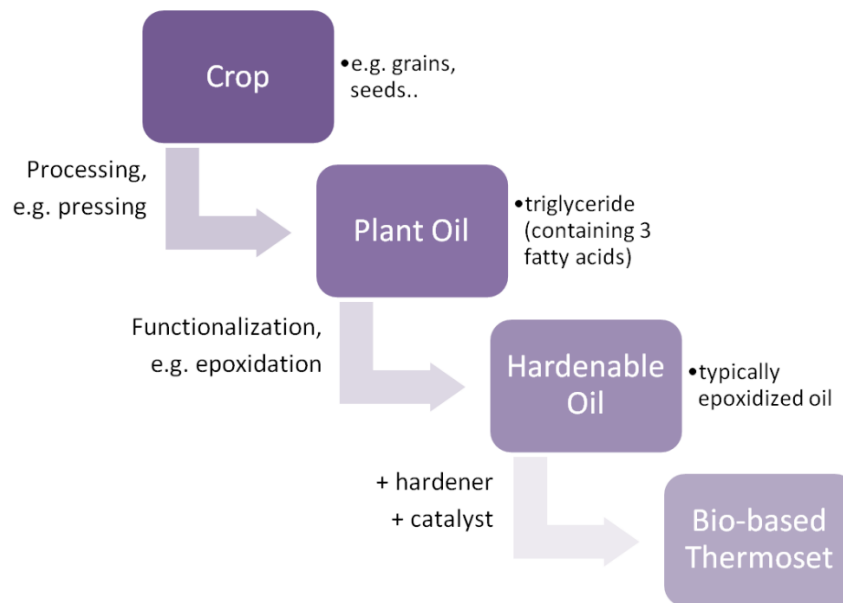 Crop
•e.g. grains,
seeds..
Processing,
e.g. pressing
Plant Oil
•triglyceride
(containing 3
fatty acids)
Functionalization,
e.g. epoxidation
Hardenable
Oil
•typically
epoxidized oil
+ hardener
+ catalyst
Bio-based
Thermoset